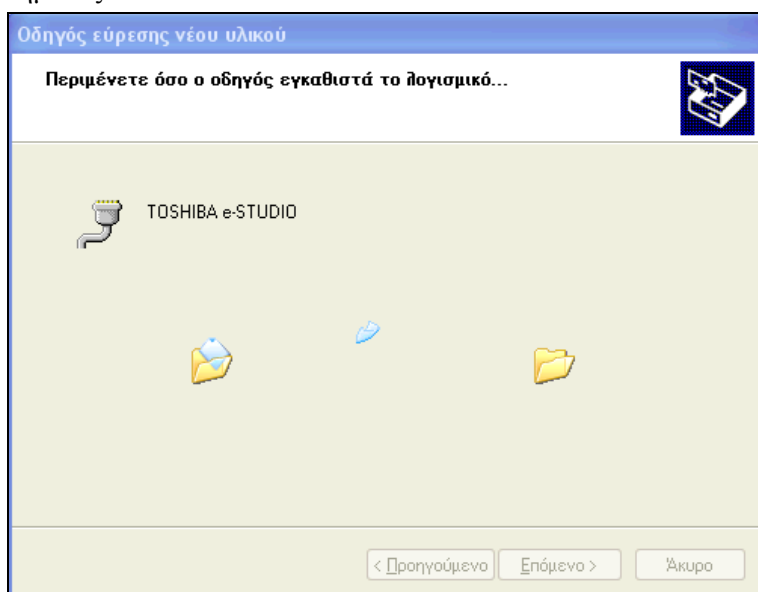 Οδηγός εύρεσης νέου υλικού
Περιμένετε όσο ο οδηγός εγκαθιστά το λογισμικό...
TOSHIBA e-STUDIO
< Προηγούμενο Επόμενο > Άκυρο